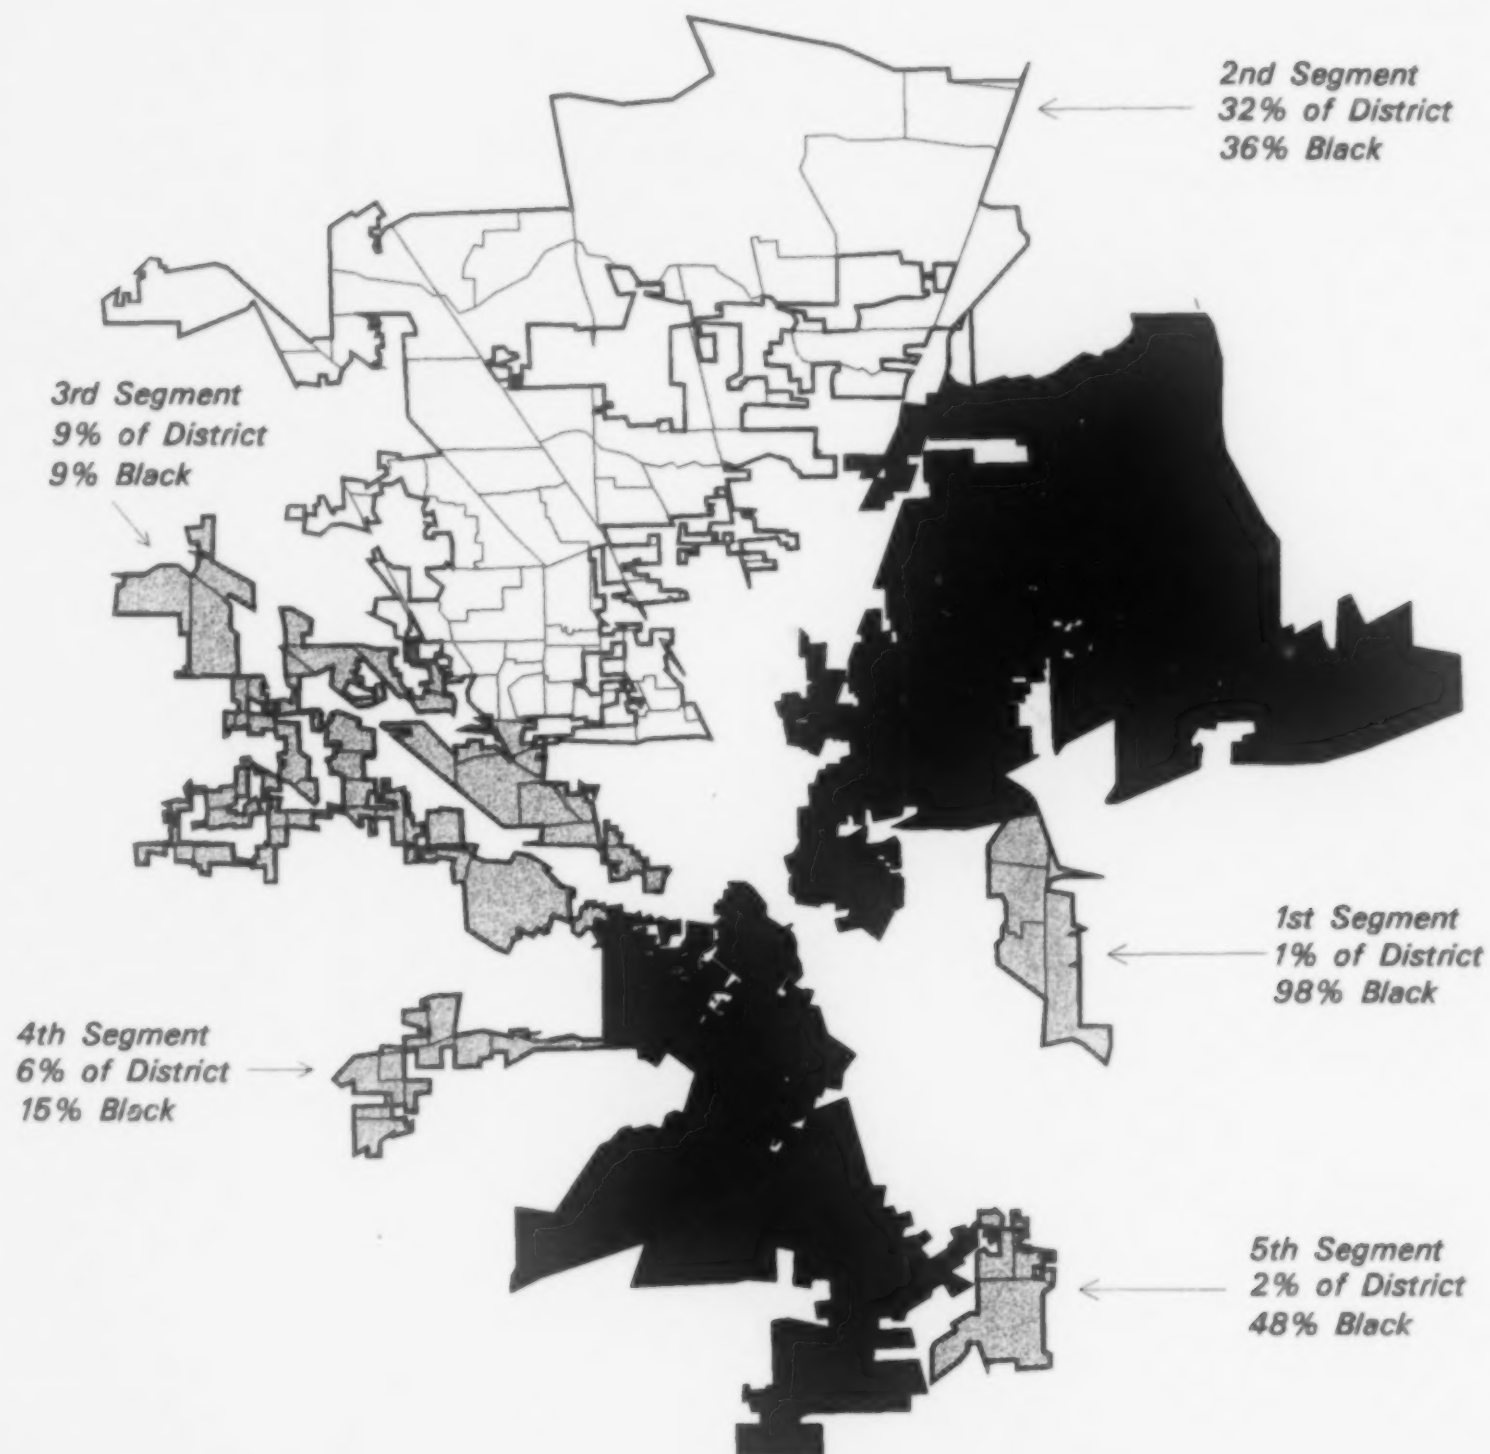 2nd Segment
32% of District
36% Black
3rd Segment
9% of District
9% Black
1st Segment
1% of District
98% Black
4th Segment
6% of District
15% Black
5th Segment
2% of District
48% Black